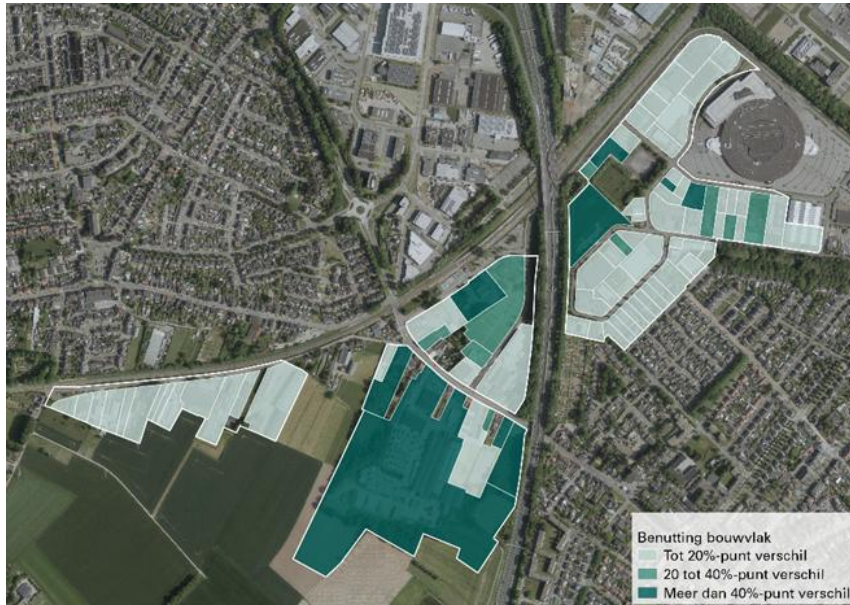 Benutting bouwvlak
Tot 20%-punt verschil
20 tot 40%-punt verschil
Meer dan 40%-punt verschil